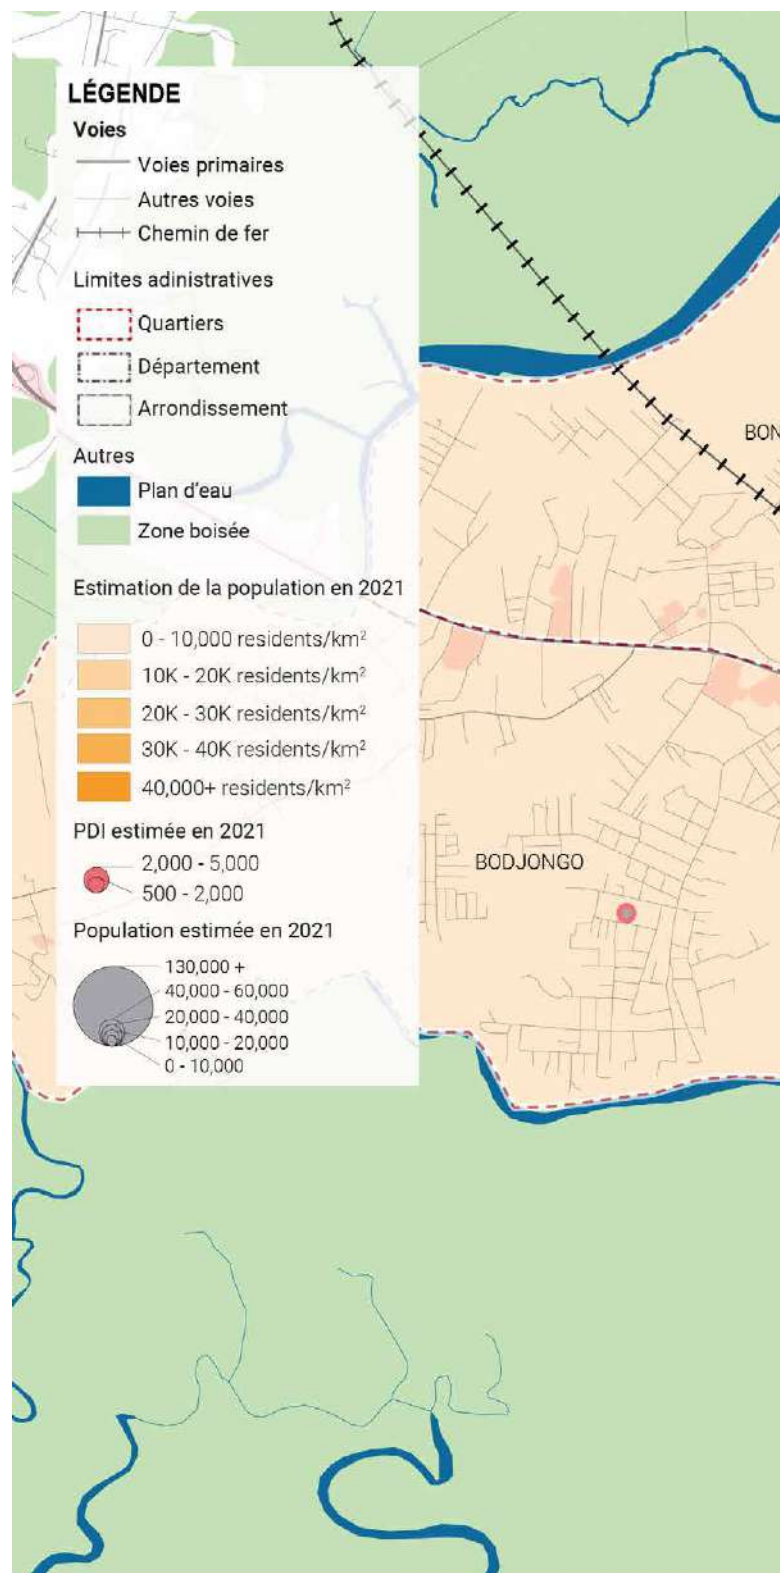 LÉGENDE
Voies
Voies primaires
Autres voies
Chemin de fer
Limites adinistratives
Quartiers
Département
Arrondissement
Autres
Plan d'eau
Zone boisée
Estimation de la population en 2021
0 - 10,000 residents/km²
10K - 20K residents/km²
20K - 30K residents/km²
30K - 40K residents/km²
40,000+ residents/km²
PDI estimée en 2021
2,000 - 5,000
500 - 2,000
Population estimée en 2021
130,000 +
40,000 - 60,000
20,000 - 40,000
10,000 - 20,000
0 - 10,000
BON
BODJONGO